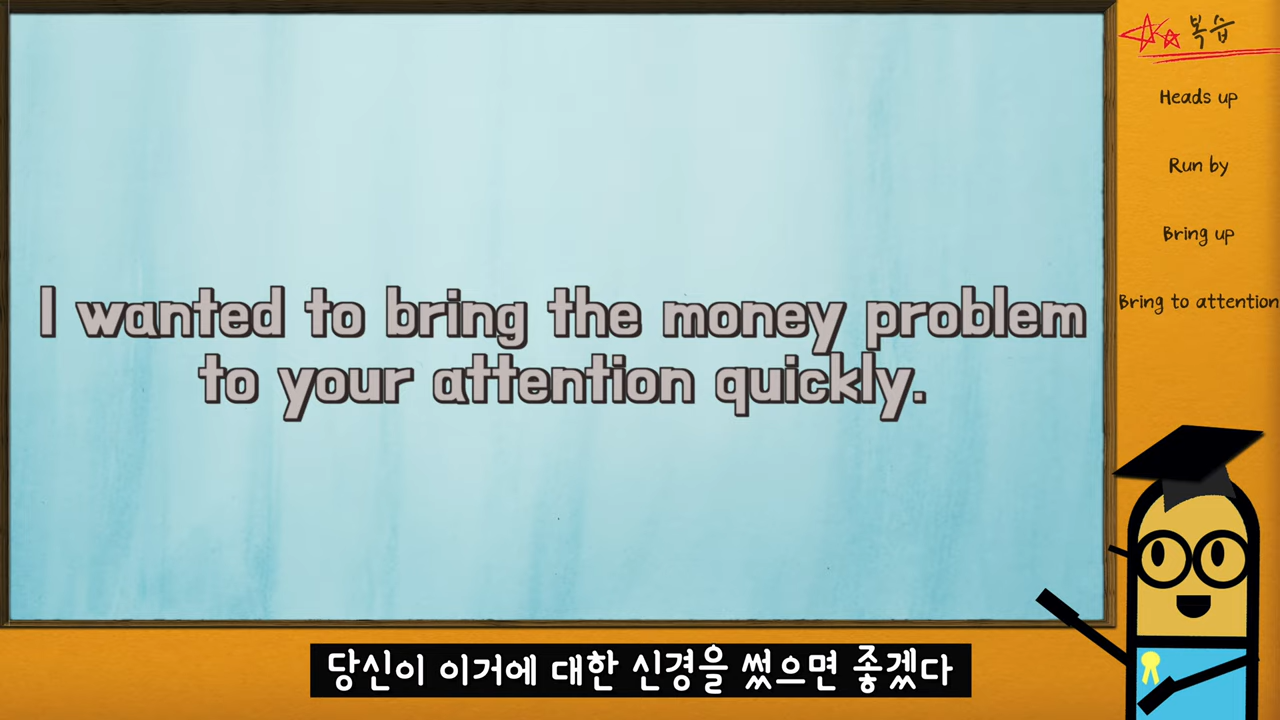 I wanted to bring the money problem
to your attention quickly.
복습
Heads up
Run by
Bring up
Bring to attention
당신이 이거에 대한 신경을 썼으면 좋겠다